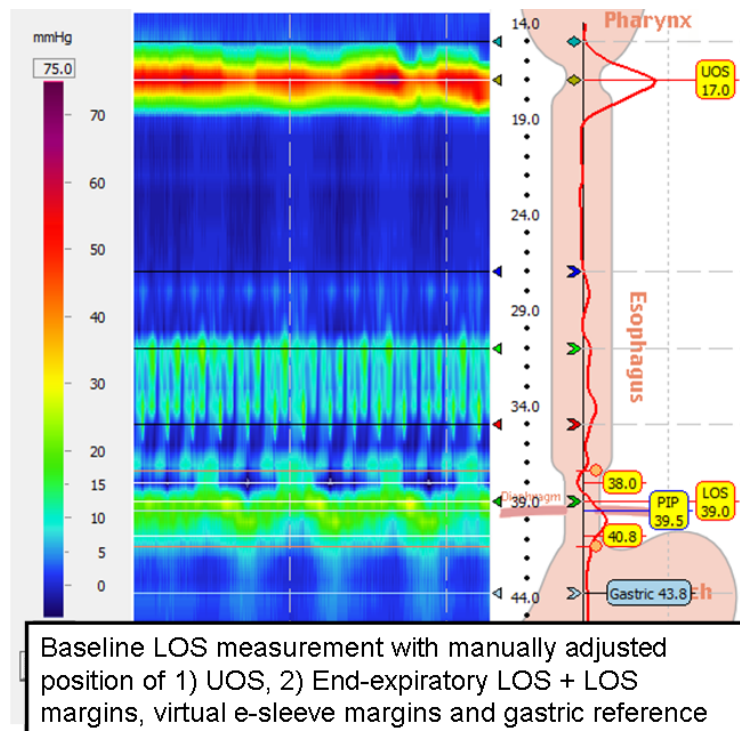 mmHg
75.0
70
60
50
40
30
20
15
10
5
0
14.0
19.0
24.0
29.0
34.0
39.0
44.0
Pharynx
UOS
17.0
Esophagus
38.0
Diaphragm
PIP
39.5
LOS
39.0
40.8
Gastric 43.8
Baseline LOS measurement with manually adjusted
position of 1) UOS, 2) End-expiratory LOS + LOS
margins, virtual e-sleeve margins and gastric reference